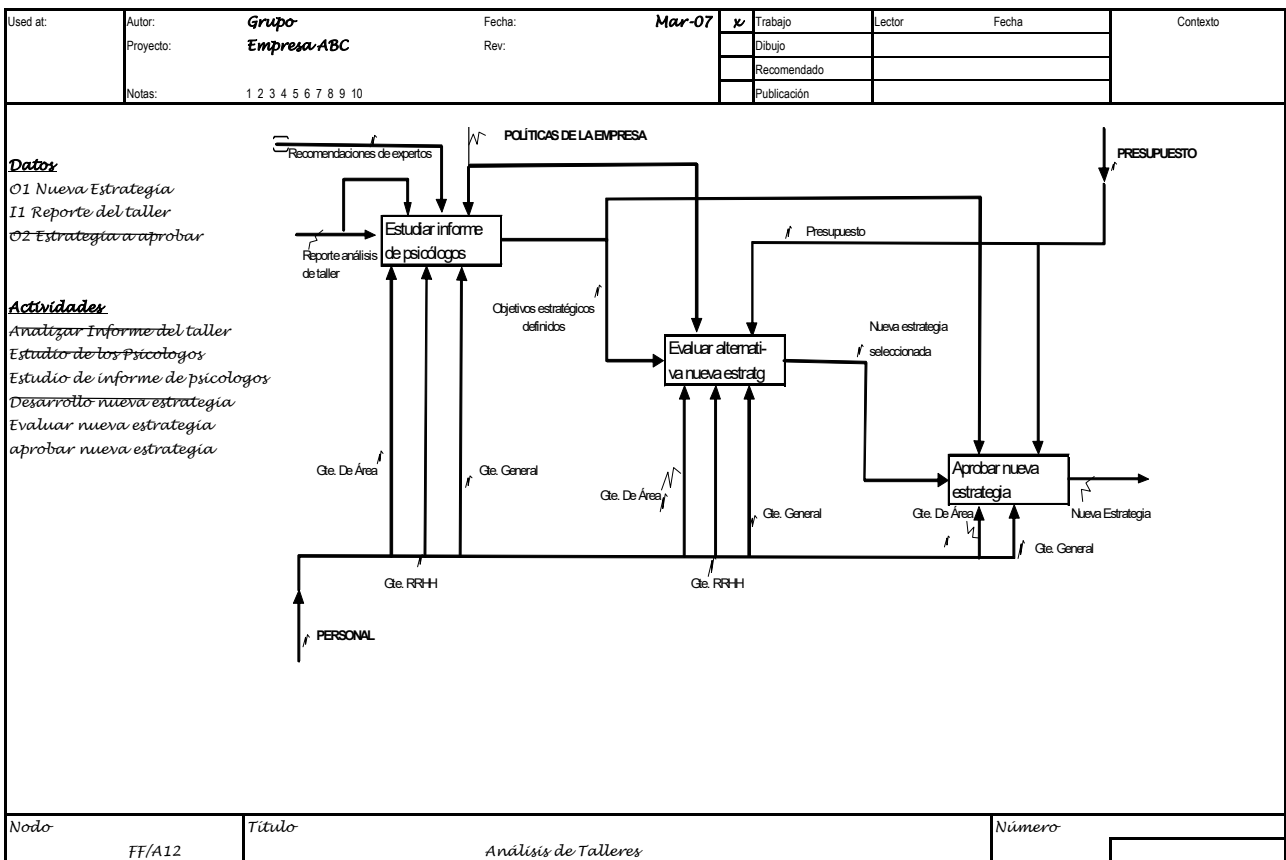 Used at:
Autor:
Grupo
Fecha:
Mar-07
x
Trabajo
Lector
Fecha
Contexto
Proyecto:
Empresa ABC
Rev:
Dibujo
Recomendado
Notas:
1 2 3 4 5 6 7 8 9 10
Publicación
POLÍTICAS DE LA EMPRESA
Recomendaciones de expertos
PRESUPUESTO
Datos
O1 Nueva Estrategia
I1 Reporte del taller
O2 Estrategia a aprobar
Estudiar informe
de psicólogos
Reporte análisis
de taller
Presupuesto
Actividades
Analizar Informe del taller
Estudio de los Psicologos
Estudio de informe de psicologos
Desarrollo nueva estrategia
Evaluar nueva estrategia
aprobar nueva estrategia
Objetivos estratégicos
definidos
Nueva estrategia
seleccionada
Evaluar alternati-
va nueva estratg
Gte. De Área
Gte. General
Gte. De Área
Gte. General
Aprobar nueva
estrategia
Gte. De Área
Nueva Estrategia
Gte. General
Gte. RRHH
Gte. RRHH
PERSONAL
Nodo
FF/A12
Título
Análisis de Talleres
Número